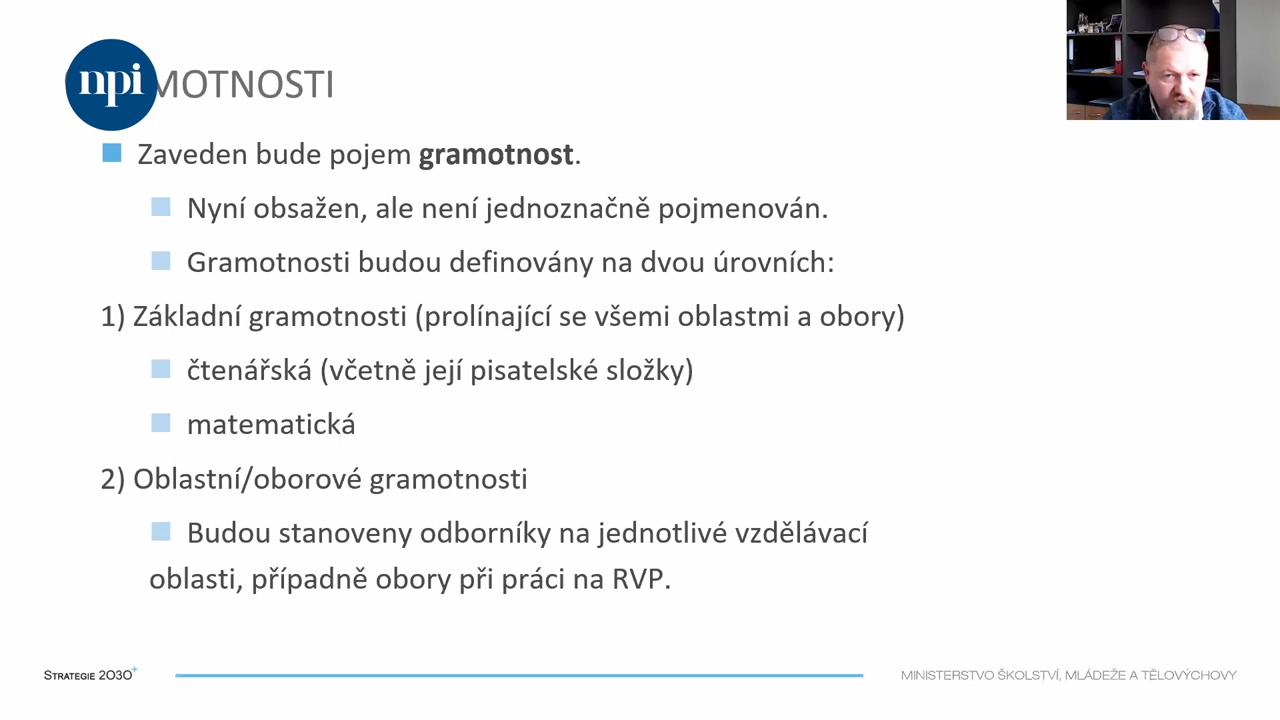 npi
MOTNOSTI
Zaveden bude pojem gramotnost.
Nyní obsažen, ale není jednoznačně pojmenován.
Gramotnosti budou definovány na dvou úrovních:
1) Základní gramotnosti (prolínající se všemi oblastmi a obory)
čtenářská (včetně její pisatelské složky)
matematická
2) Oblastní/oborové gramotnosti
Budou stanoveny odborníky na jednotlivé vzdělávací
oblasti, případně obory při práci na RVP.
STRATEGIE 2030+
MINISTERSTVO ŠKOLSTVÍ, MLÁDEŽE A TĚLOVÝCHOVY